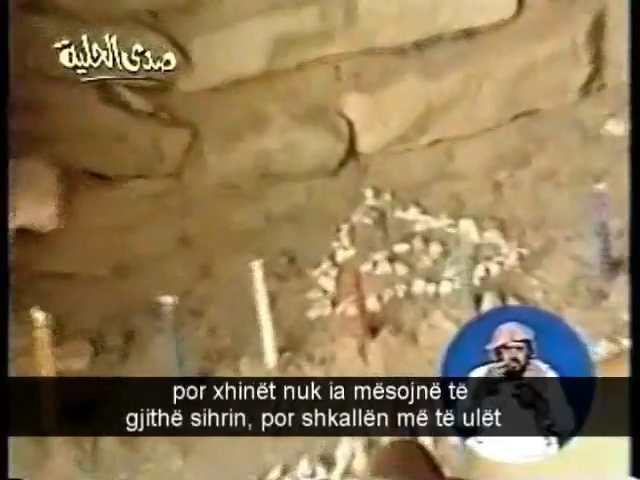 صدى الحلية
por xhinët nuk ia mësojnë të
gjithë sihrin, por shkallën më të ulët